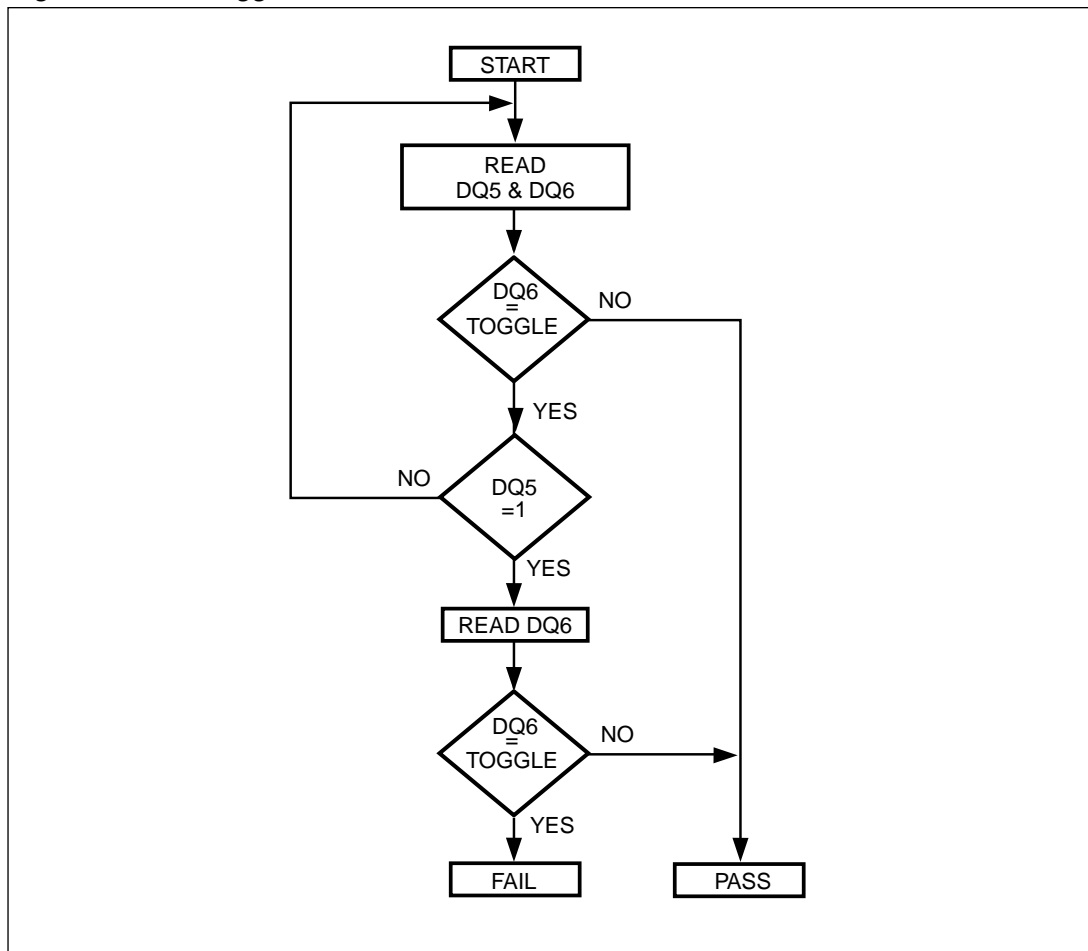 START
READ
DQ5 & DQ6
DQ6
=
TOGGLE
NO
YES
DQ5
=1
NO
YES
READ DQ6
DQ6
=
TOGGLE
NO
YES
FAIL
PASS